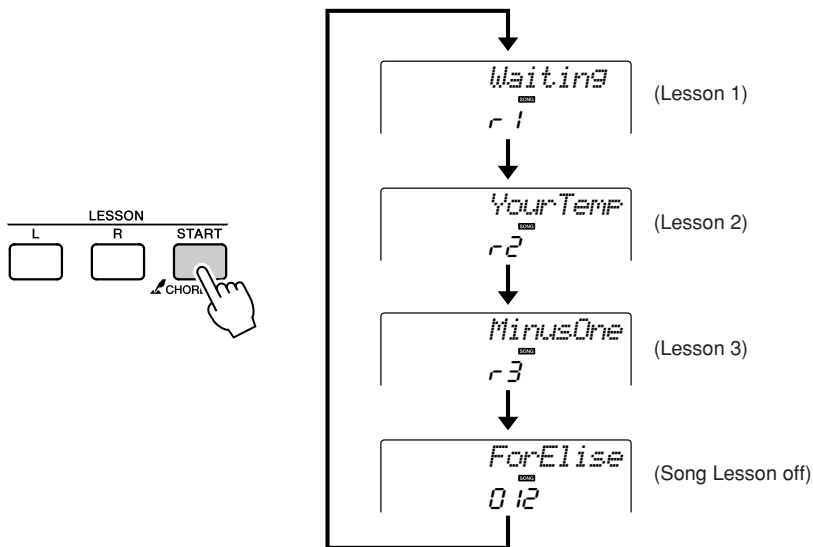 Waiting
SONG
r1
(Lesson 1)
YourTemp
SONG
r2
(Lesson 2)
LESSON
L R START
CHOR
MinusOne
SONG
r3
(Lesson 3)
ForElise
SONG
012
(Song Lesson off)